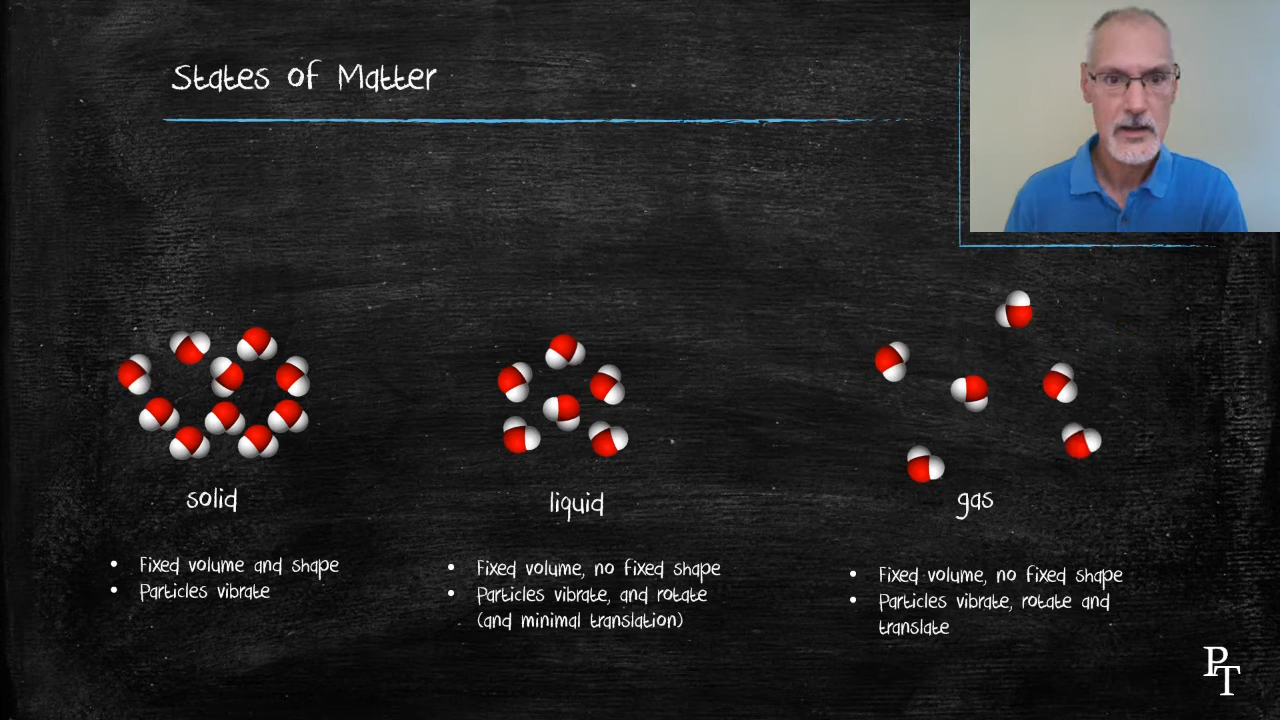 States of Matter
solid
liquid
gas
• Fixed volume and shape
• Particles vibrate
• Fixed volume, no fixed shape
• Particles vibrate, and rotate
(and minimal translation)
• Fixed volume, no fixed shape
• Particles vibrate, rotate and
translate
PT